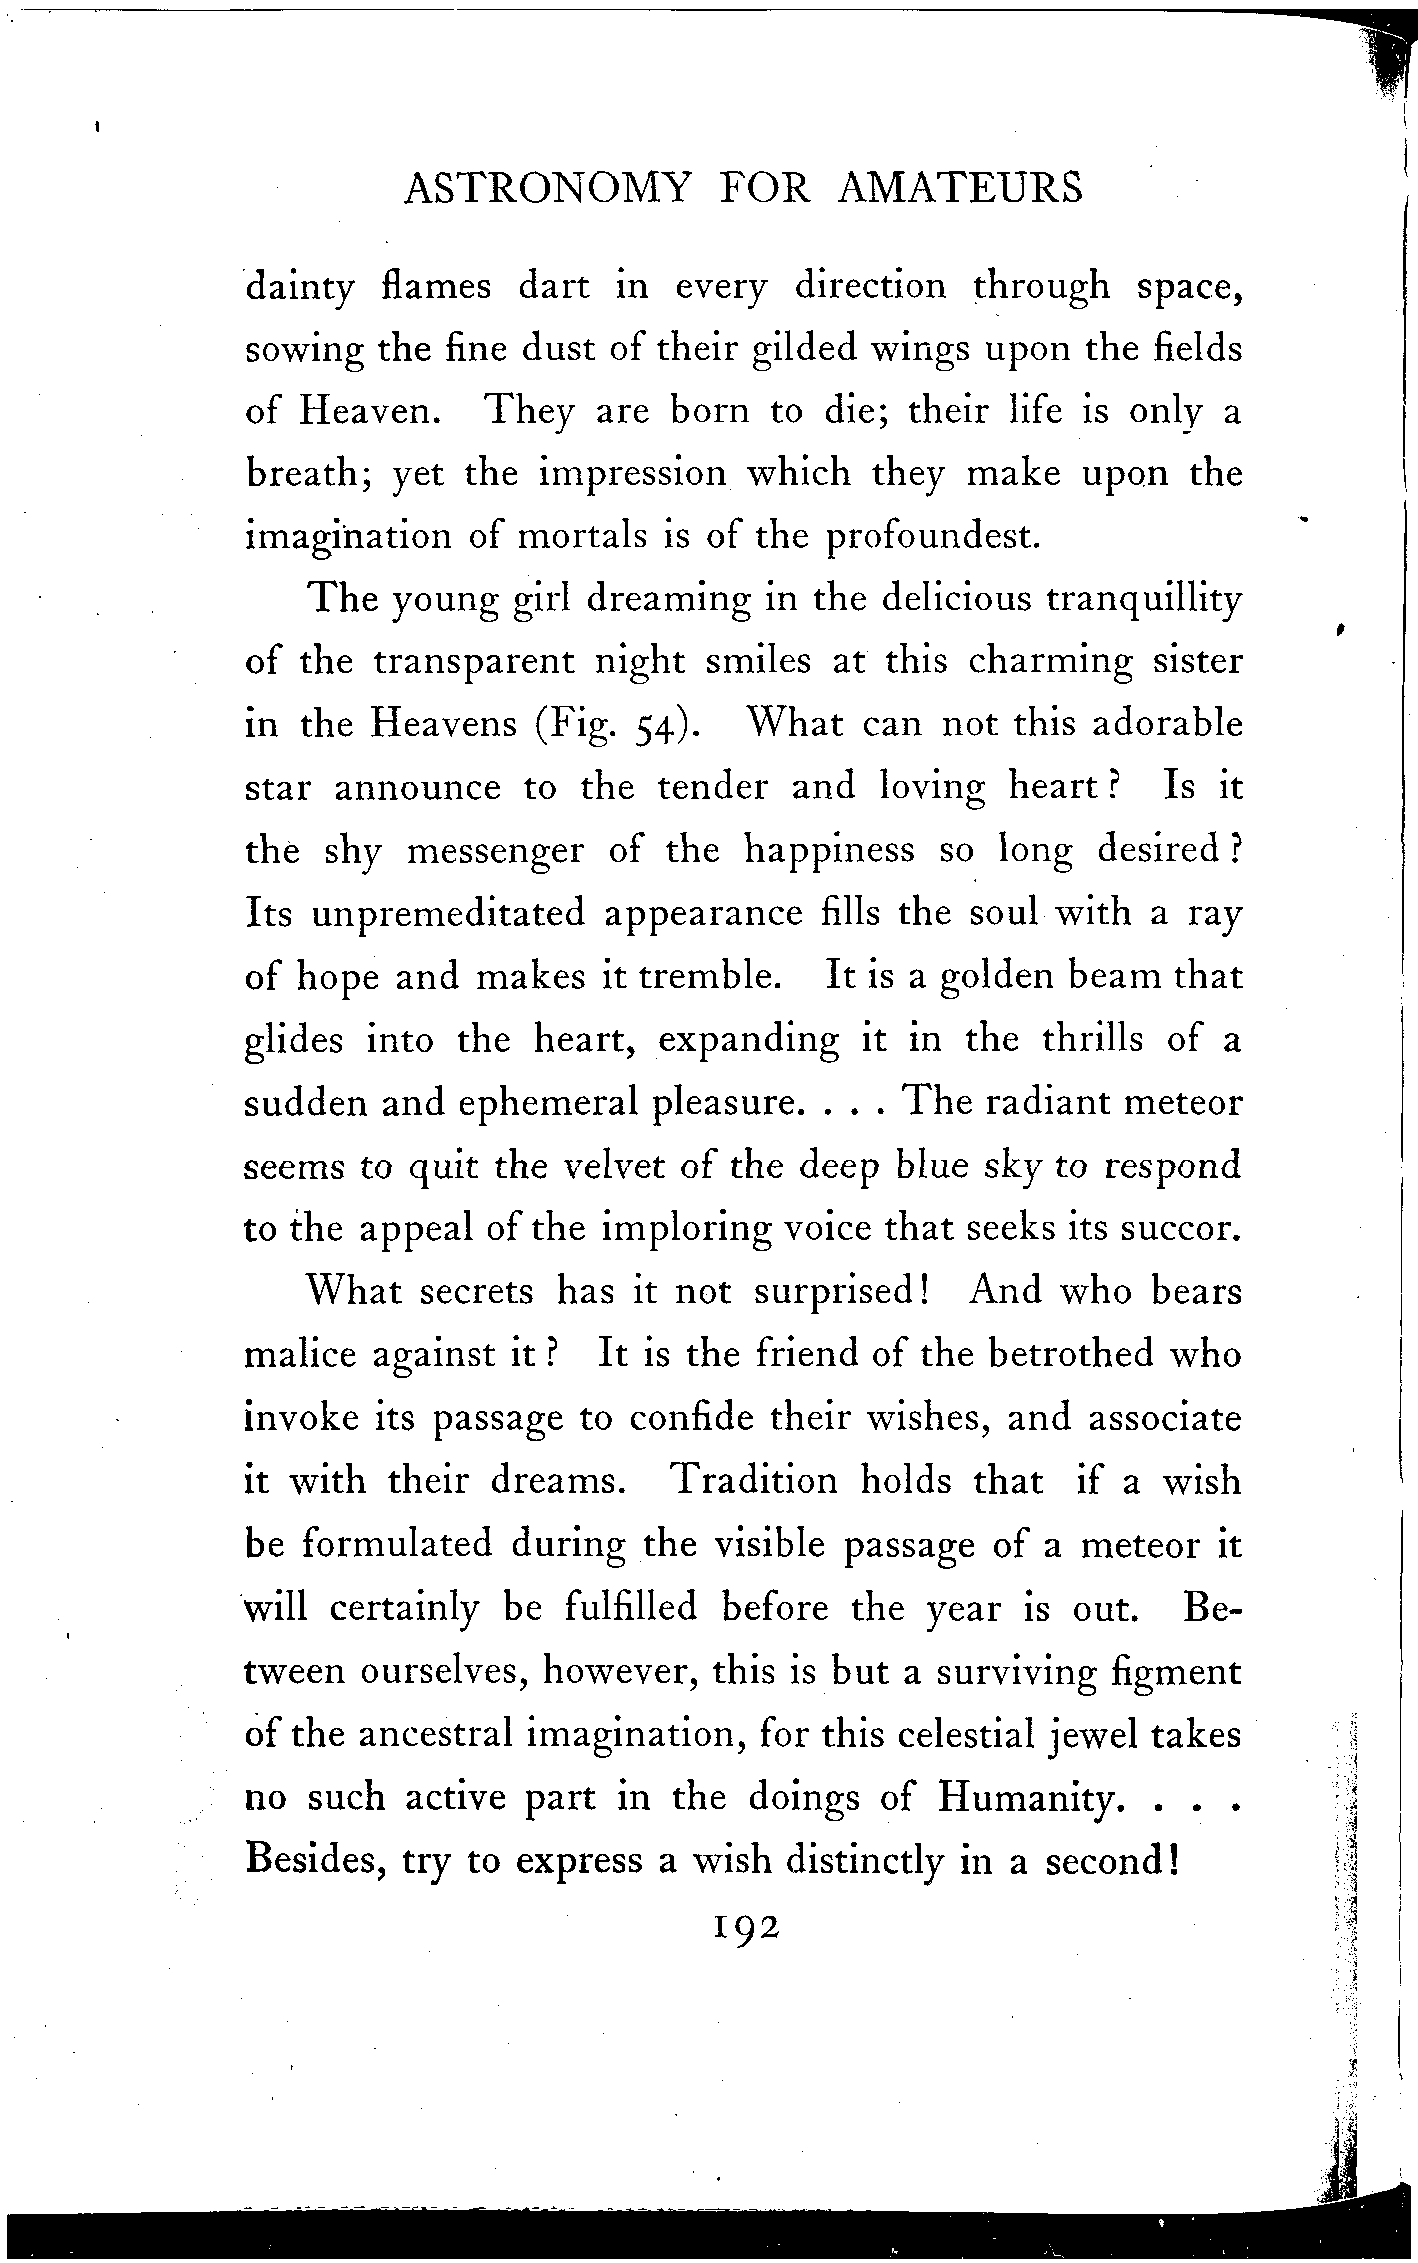 ASTRONOMY FOR AMATEURS
dainty flames dart in every direction through space,
sowing the fine dust of their gilded wings upon the fields
of Heaven. They are born to die; their life is only a
breath; yet the impression which they make upon the
imagination of mortals is of the profoundest.
The young girl dreaming in the delicious tranquillity
of the transparent night smiles at this charming sister
in the Heavens (Fig. 54). What can not this adorable
star announce to the tender and loving heart? Is it
the shy messenger of the happiness so long desired?
Its unpremeditated appearance fills the soul with a ray
of hope and makes it tremble. It is a golden beam that
glides into the heart, expanding it in the thrills of a
sudden and ephemeral pleasure. . . . The radiant meteor
seems to quit the velvet of the deep blue sky to respond
to the appeal of the imploring voice that seeks its succor.
What secrets has it not surprised! And who bears
malice against it? It is the friend of the betrothed who
invoke its passage to confide their wishes, and associate
it with their dreams. Tradition holds that if a wish
be formulated during the visible passage of a meteor it
will certainly be fulfilled before the year is out. Be-
tween ourselves, however, this is but a surviving figment
of the ancestral imagination, for this celestial jewel takes
no such active part in the doings of Humanity. . . .
Besides, try to express a wish distinctly in a second!
192